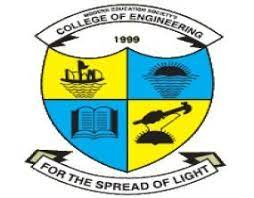 MODERN EDUCATION SOCIETY'S
COLLEGE OF ENGINEERING
1999
FOR THE SPREAD OF LIGHT